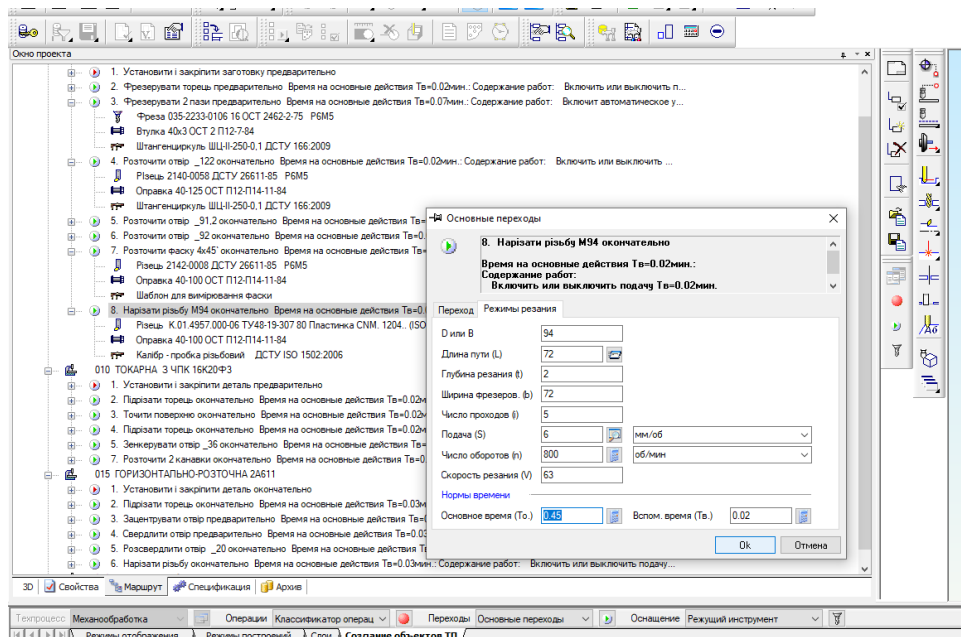 Окно проекта
1. Установити і закріпити заготовку предварительно
2. Фрезерувати торець предварительно Время на основные действия Тв=0.02мин.: Содержание работ: Включить или выключить п...
3. Фрезерувати 2 пази предварительно Время на основные действия Тв=0.07мин.: Содержание работ: Включит автоматическое у...
Фреза 035-2233-0106 16 ОСТ 2462-2-75 Р6М5
Втулка 40х3 ОСТ 2 П12-7-84
Штангенциркуль ШЦ-ІІ-250-0,1 ДСТУ 166:2009
4. Розточити отвір _122 окончательно Время на основные действия Тв=0.02мин.: Содержание работ: Включить или выключить ...
Різець 2140-0058 ДСТУ 26611-85 Р6М5
Оправка 40-125 ОСТ П12-П14-11-84
Штангенциркуль ШЦ-ІІ-250-0,1 ДСТУ 166:2009
5. Розточити отвір _91,2 окончательно Время на основные действия Тв=
6. Розточити отвір _92 окончательно Время на основные действия Тв=0.
7. Розточити фаску 4х45' окончательно Время на основные действия Тв=
Різець 2142-0008 ДСТУ 26611-85 Р6М5
Оправка 40-100 ОСТ П12-П14-11-84
Шаблон для вимірювання фаски
8. Нарізати різьбу М94 окончательно Время на основные действия Тв=0.
Різець К.01.4957.000-06 ТУ48-19-307 80 Пластинка CNM. 1204.. (ISO
Оправка 40-100 ОСТ П12-П14-11-84
Калібр - пробка різьбовий ДСТУ ISO 1502:2006
010 ТОКАРНА З ЧПК 16К20Ф3
1. Установити і закріпити деталь предварительно
2. Підрізати торець окончательно Время на основные действия Тв=0.02м
3. Точити поверхню окончательно Время на основные действия Тв=0.02м
4. Підрізати торець окончательно Время на основные действия Тв=0.02м
5. Зенкерувати отвір _36 окончательно Время на основные действия Тв=
7. Розточити 2 канавки окончательно Время на основные действия Тв=0
015 ГОРИЗОНТАЛЬНО-РОЗТОЧНА 2А611
1. Установити і закріпити деталь окончательно
2. Підрізати торець окончательно Время на основные действия Тв=0.03м
3. Зацентрувати отвір предварительно Время на основные действия Тв=
4. Свердлити отвір предварительно Время на основные действия Тв=0.03
5. Розсвердлити отвір _20 окончательно Время на основные действия Т
6. Нарізати різьбу окончательно Время на основные действия Тв=0.03мин.: Содержание работ: Включить или выключить подачу...
Основные переходы
8. Нарізати різьбу М94 окончательно
Время на основные действия Тв=0.02мин.:
Содержание работ:
Включить или выключить подачу Тв=0.02мин.
Переход Режимы резания
D или B 94
Длина пути (L) 72
Глубина резания (t) 2
Ширина фрезеров. (b) 72
Число проходов (i) 5
Подача (S) 6 мм/об
Число оборотов (n) 800 об/мин
Скорость резания (V) 63
Нормы времени
Основное время (То.) 0.45 Вспом. время (Тв.) 0.02
Ok Отмена
3D Свойства Маршрут Спецификация Архив
Техпроцесс Механообработка Операции Классификатор операц Переходы Основные переходы Оснащение Режущий инструмент
Режимы отображения Режимы построений Слои Создание объектов ТП